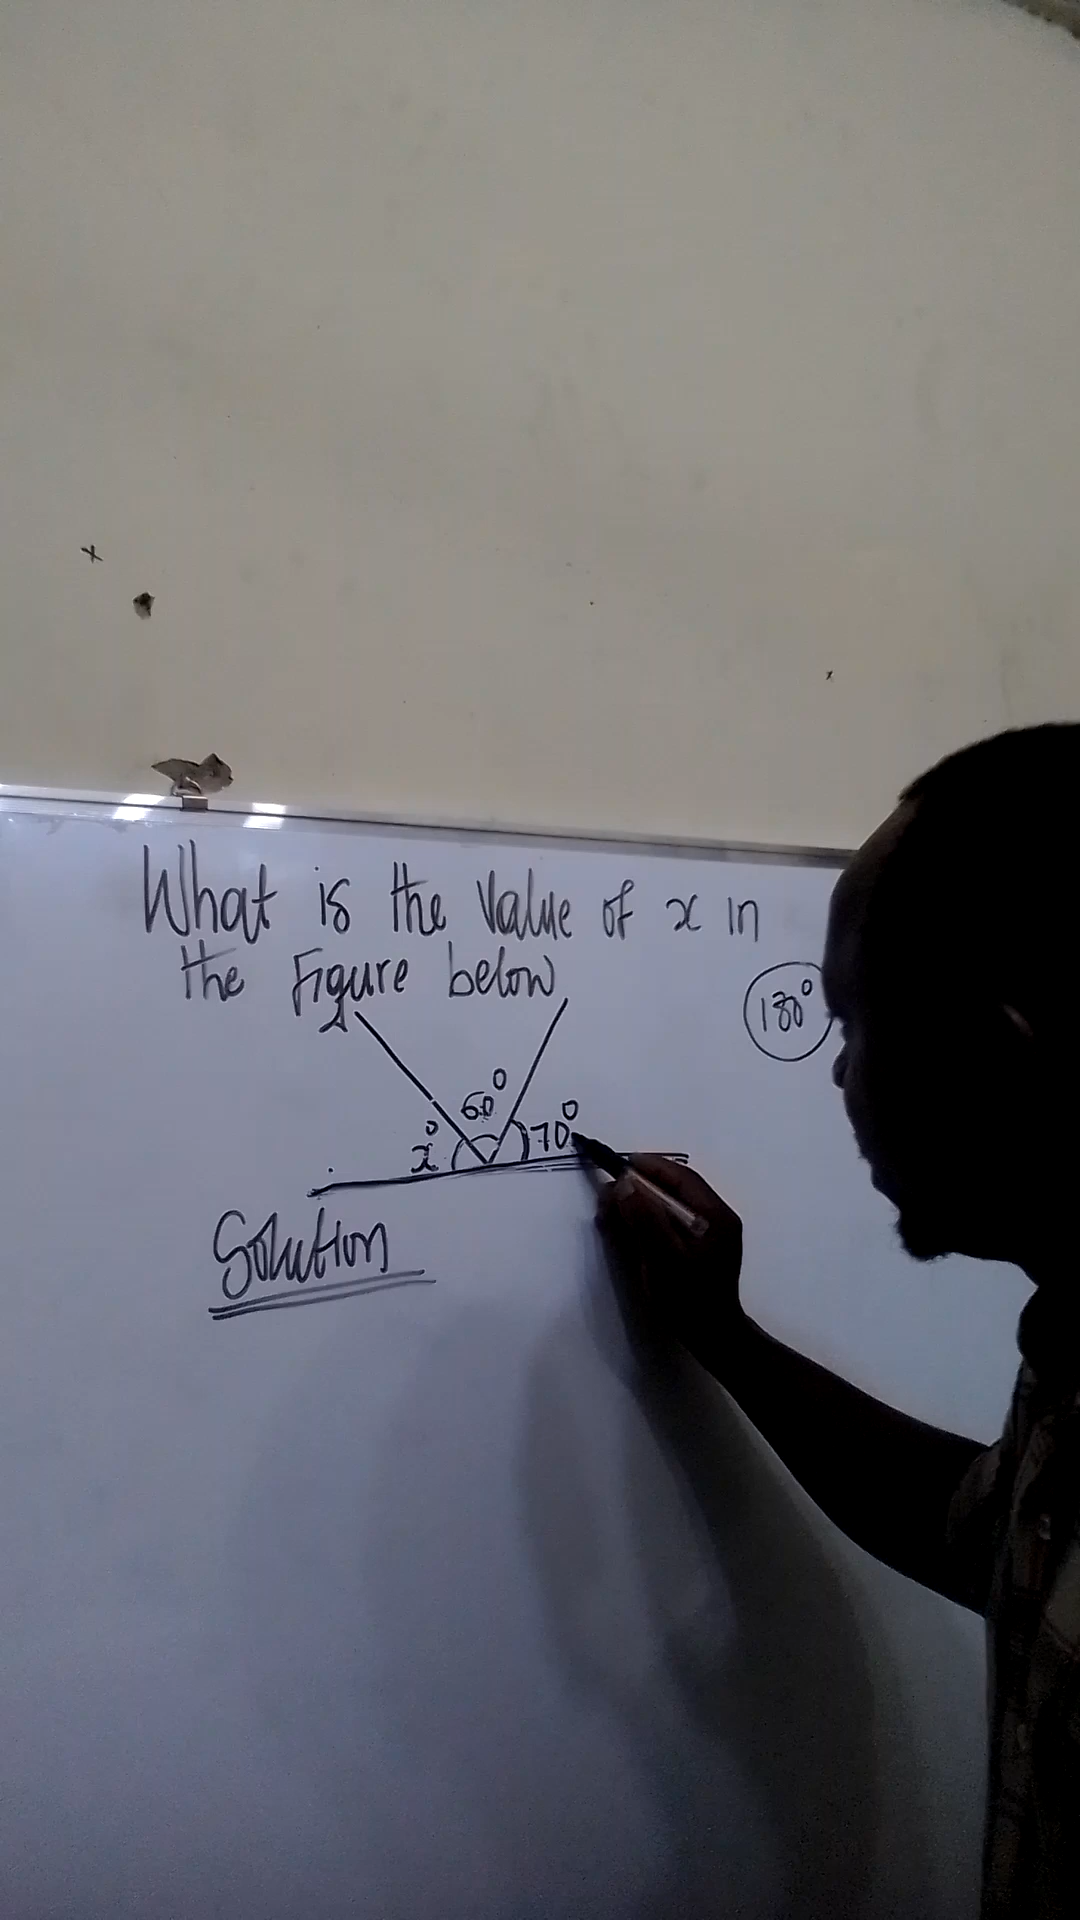 What is the value of x in
the Figure below
180°
60°
x° 70°
Solution